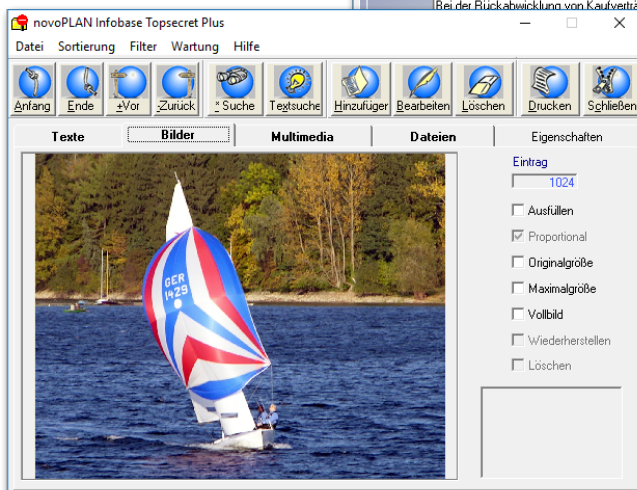 Bei der Rückabwicklung von Kaufverträ
novoPLAN Infobase Topsecret Plus
Datei Sortierung Filter Wartung Hilfe
Anfang Ende +Vor -Zurück * Suche Textsuche Hinzufüger Bearbeiten Löschen Drucken Schließen
Texte Bilder Multimedia Dateien Eigenschaften
Eintrag
1024
Ausfüllen
Proportional
Originalgröße
Maximalgröße
Vollbild
Wiederherstellen
Löschen
GER
1429